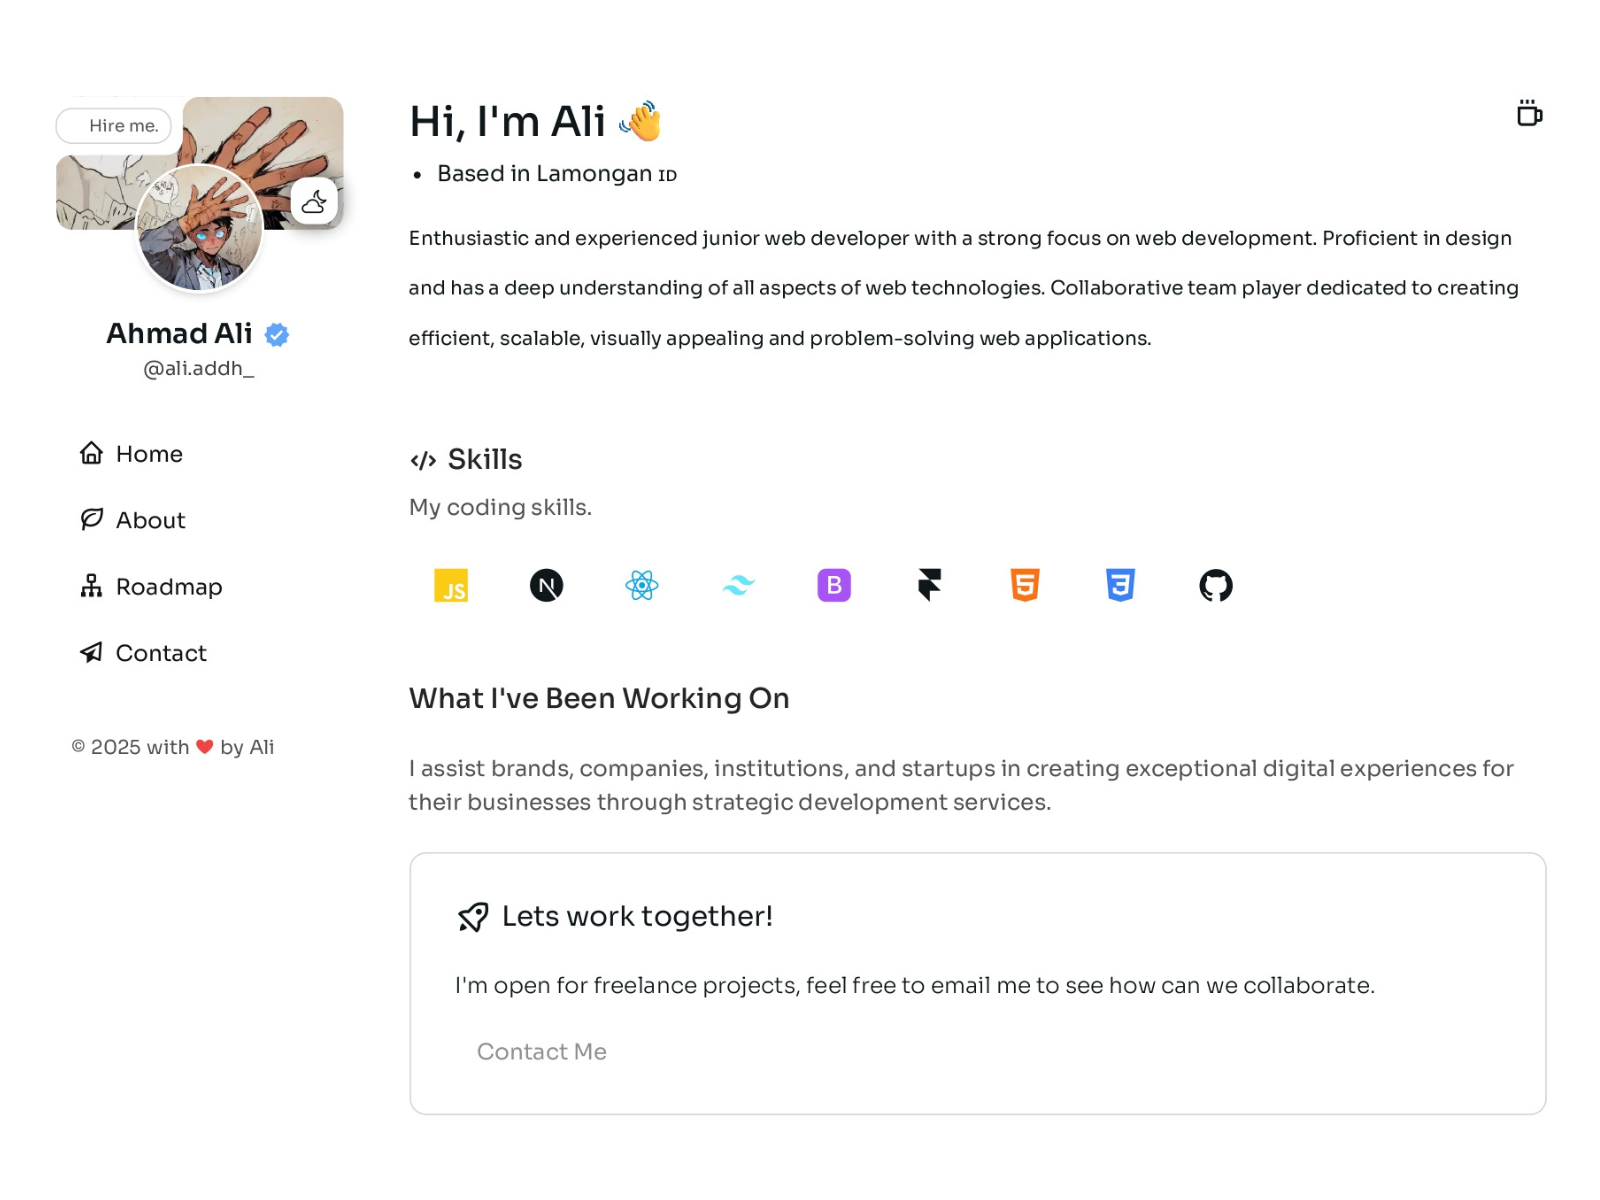 Hire me.
Ahmad Ali
@ali.addh_
Home
About
Roadmap
Contact
© 2025 with ❤️ by Ali
Hi, I'm Ali 👋
• Based in Lamongan ID
Enthusiastic and experienced junior web developer with a strong focus on web development. Proficient in design
and has a deep understanding of all aspects of web technologies. Collaborative team player dedicated to creating
efficient, scalable, visually appealing and problem-solving web applications.
</> Skills
My coding skills.
JS
N
B
5
3
What I've Been Working On
I assist brands, companies, institutions, and startups in creating exceptional digital experiences for
their businesses through strategic development services.
Lets work together!
I'm open for freelance projects, feel free to email me to see how can we collaborate.
Contact Me